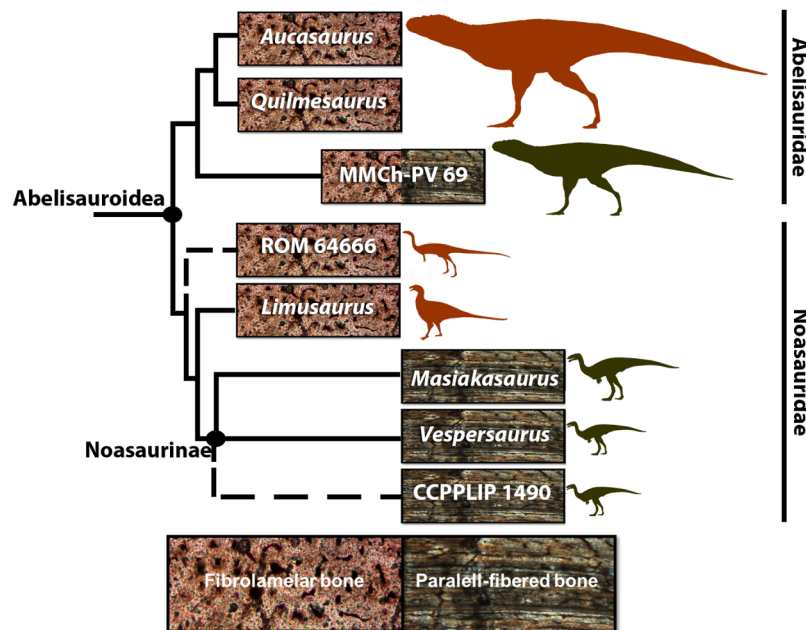 Aucasaurus
Quilmesaurus
MMCh-PV 69
Abelisauridae
Abelisauroidea
ROM 64666
Limusaurus
Masiakasaurus
Vespersaurus
Noasaurinae
CCPPLIP 1490
Noasauridae
Fibrolamelar bone
Paralell-fibered bone